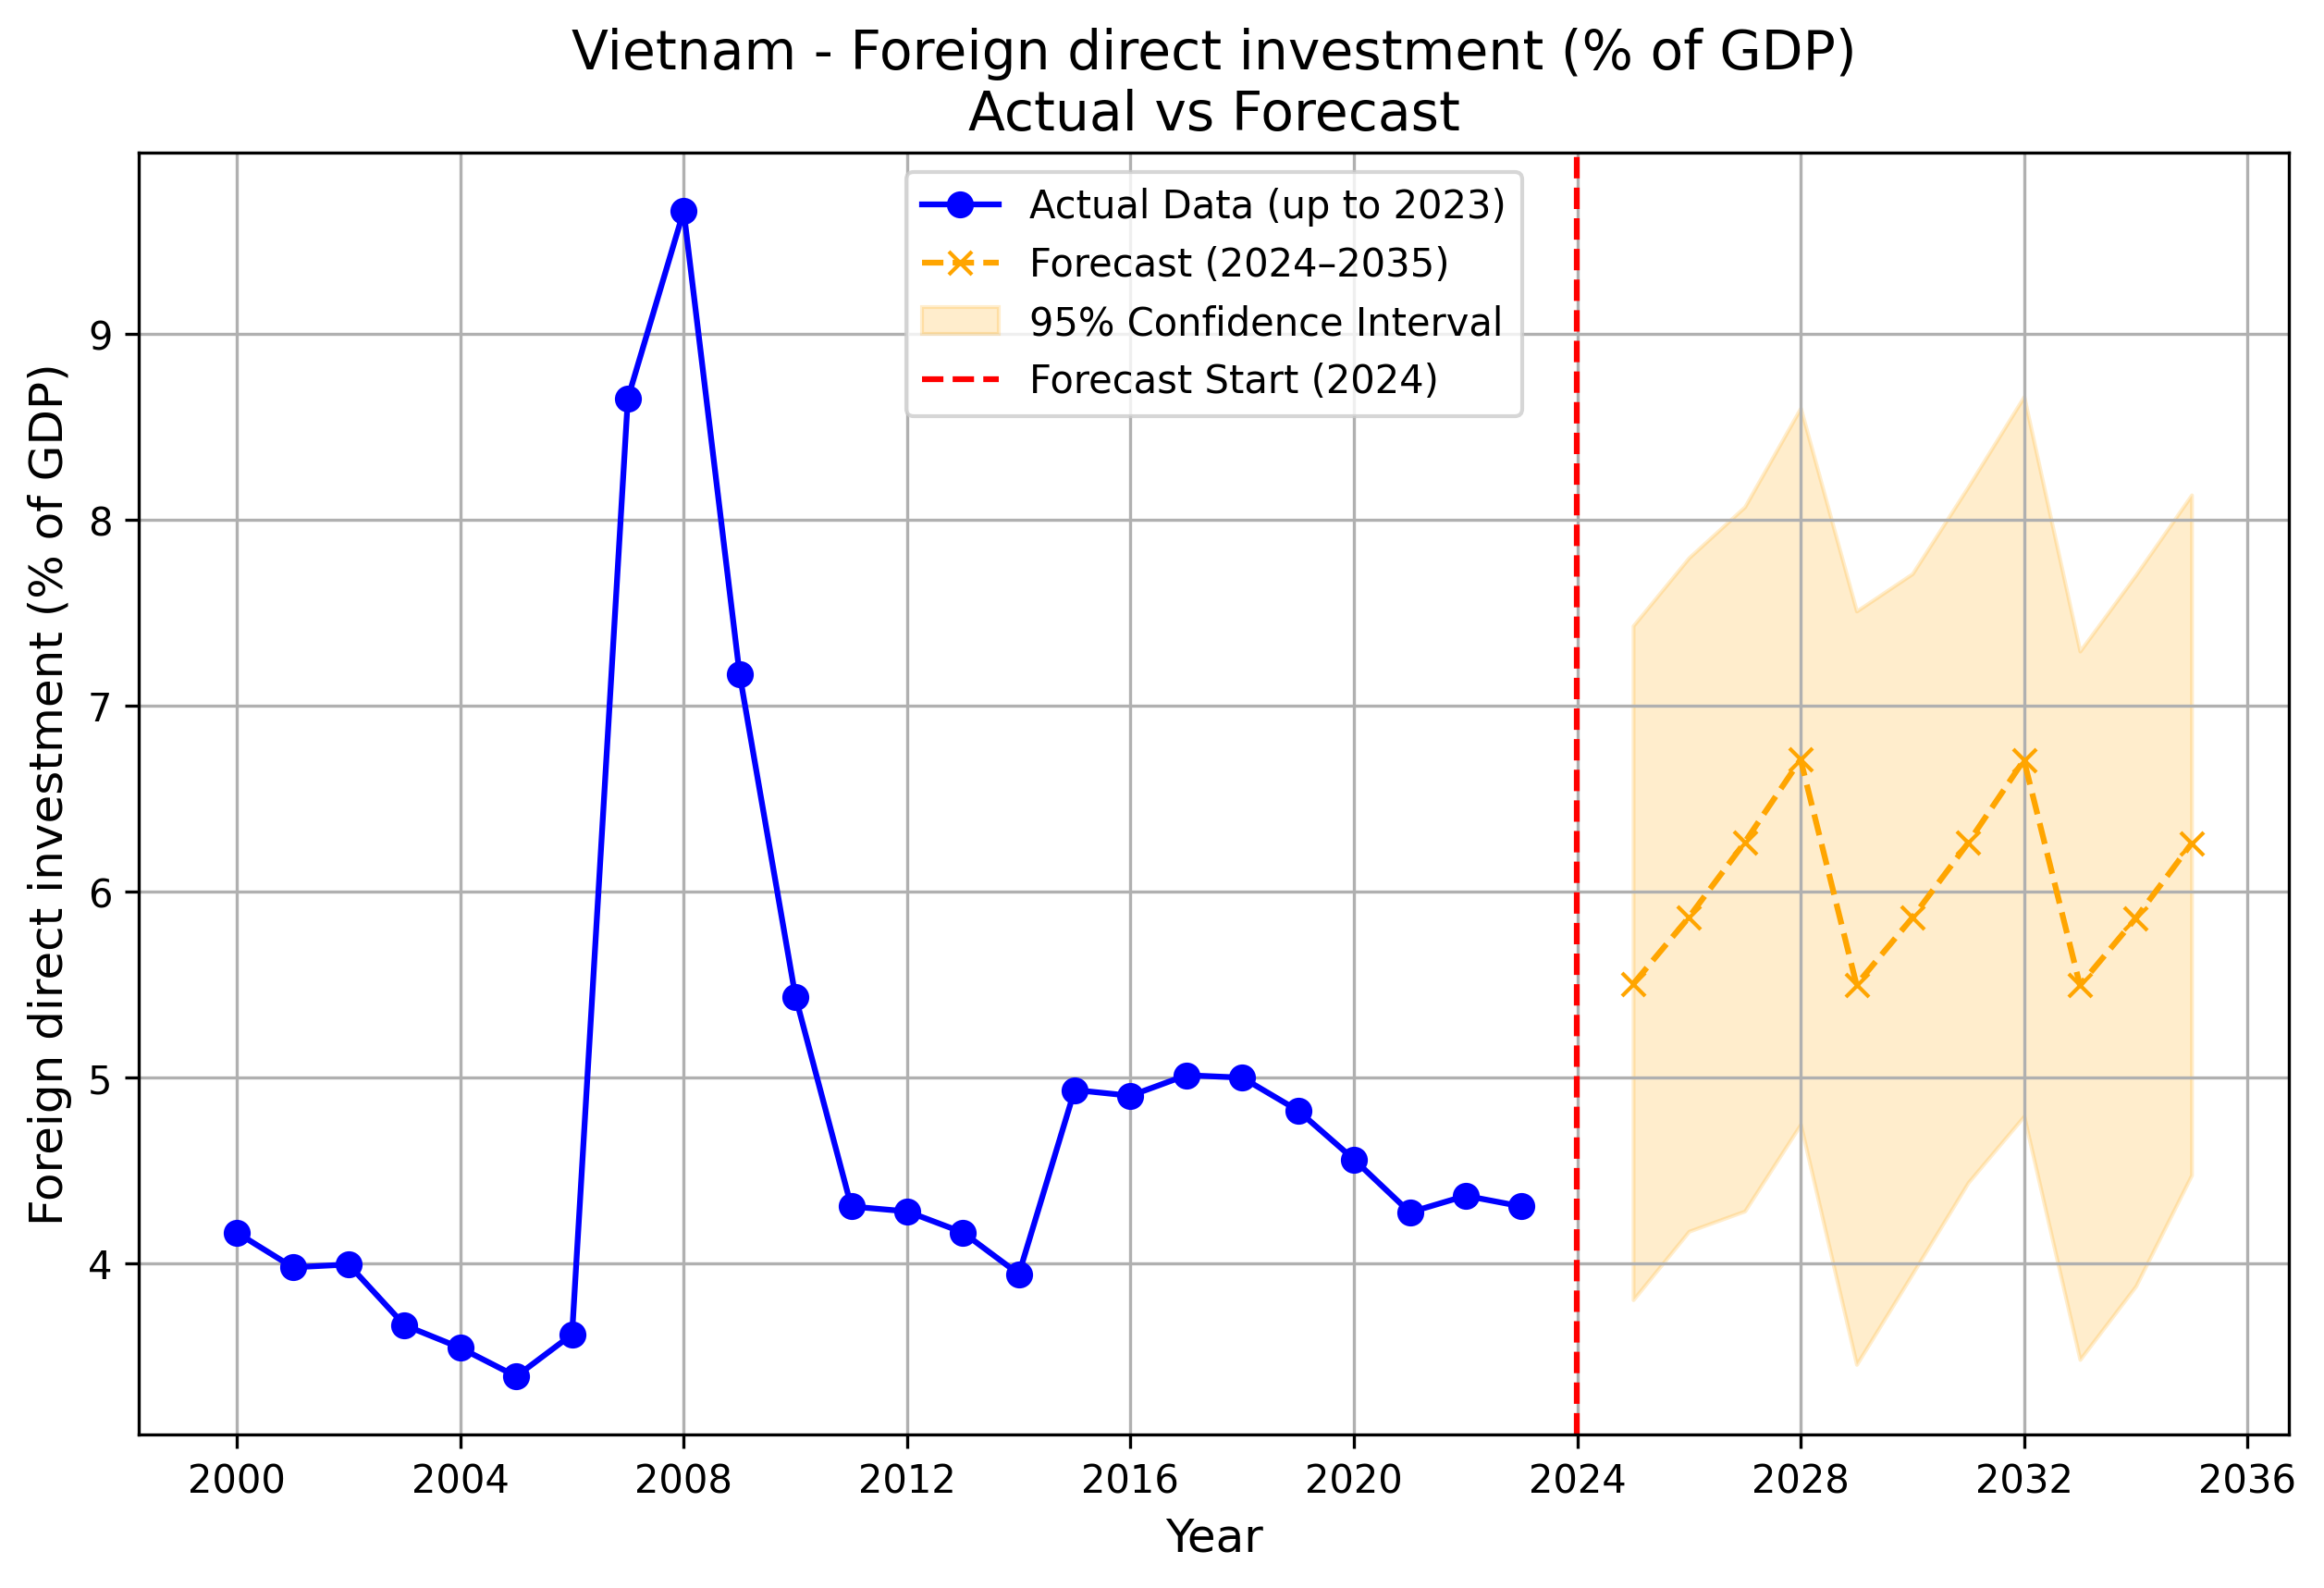 Vietnam - Foreign direct investment (% of GDP)
Actual vs Forecast
Actual Data (up to 2023)
Forecast (2024–2035)
95% Confidence Interval
Forecast Start (2024)
Foreign direct investment (% of GDP)
9
8
7
6
5
4
2000 2004 2008 2012 2016 2020 2024 2028 2032 2036
Year